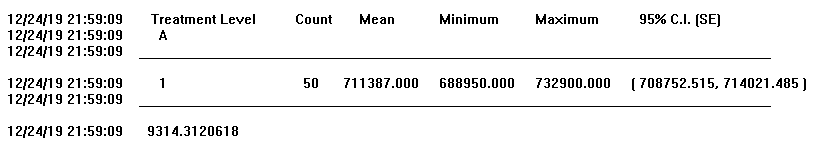 12/24/19 21:59:09 Treatment Level Count Mean Minimum Maximum 95% C.I. (SE)
12/24/19 21:59:09 A
12/24/19 21:59:09
12/24/19 21:59:09 1 50 711387.000 688950.000 732900.000 ( 708752.515, 714021.485 )
12/24/19 21:59:09
12/24/19 21:59:09 9314.3120618